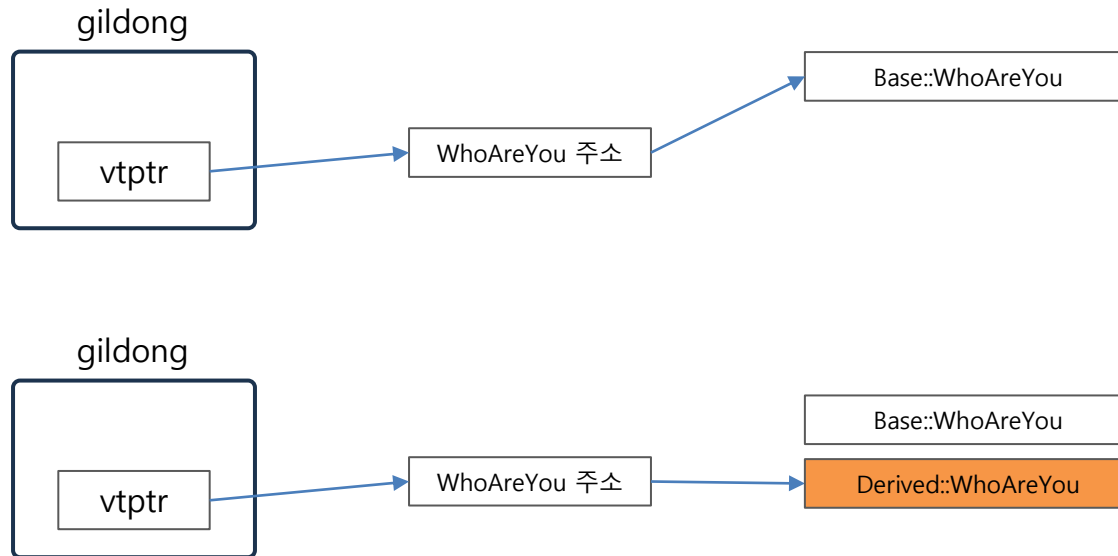 gildong
Base::WhoAreYou
vtptr
WhoAreYou 주소
gildong
Base::WhoAreYou
vtptr
WhoAreYou 주소
Derived::WhoAreYou